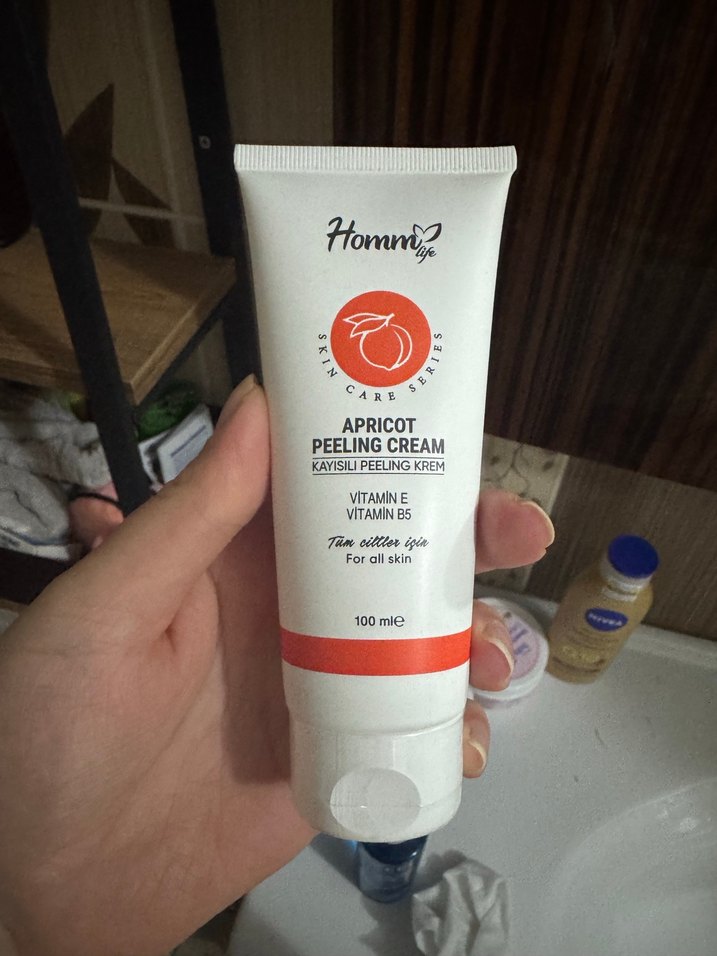 Homm
life
SKIN CARE SERIES
APRICOT
PEELING CREAM
KAYISILI PEELING KREM
VİTAMİN E
VİTAMİN B5
Tüm ciltler için
For all skin
100 ml℮
NIVEA